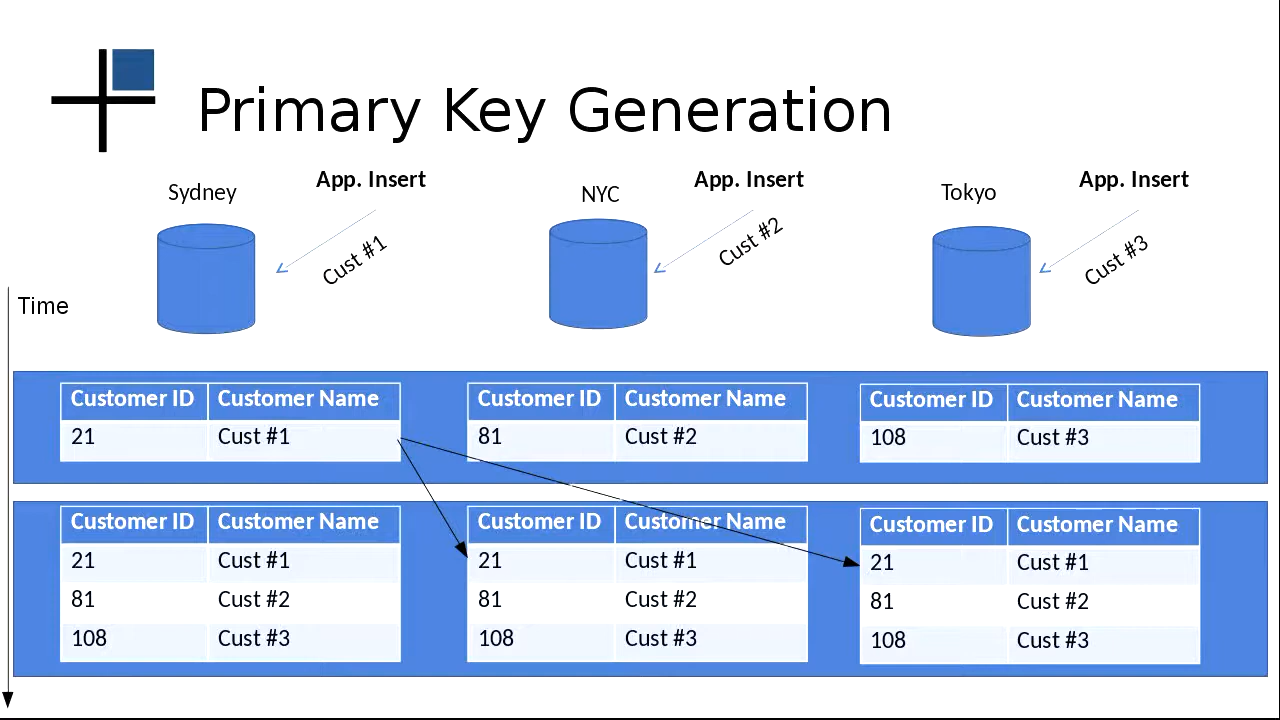 Primary Key Generation
Sydney
App. Insert
NYC
App. Insert
Tokyo
App. Insert
Cust #1
Cust #2
Cust #3
Time
Customer ID Customer Name
21 Cust #1
Customer ID Customer Name
81 Cust #2
Customer ID Customer Name
108 Cust #3
Customer ID Customer Name
21 Cust #1
81 Cust #2
108 Cust #3
Customer ID Customer Name
21 Cust #1
81 Cust #2
108 Cust #3
Customer ID Customer Name
21 Cust #1
81 Cust #2
108 Cust #3